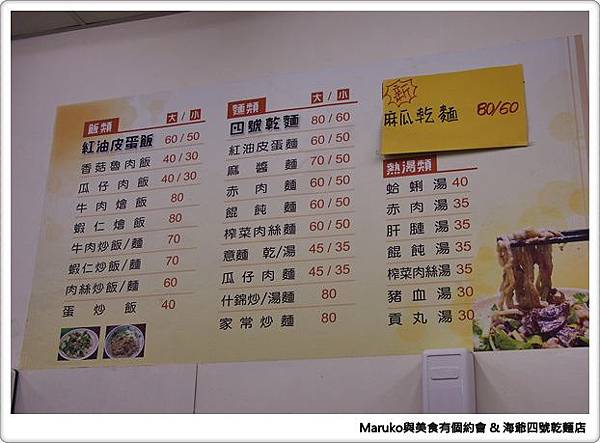 飯類 大/小
紅油皮蛋飯 60/50
香菇魯肉飯 40/30
瓜仔肉飯 40/30
牛肉燴飯 80
蝦仁燴飯 80
牛肉炒飯/麵 70
蝦仁炒飯/麵 70
肉絲炒飯/麵 60
蛋炒飯 40
麵類 大/小
四號乾麵 80/60
紅油皮蛋麵 60/50
麻醬麵 70/50
赤肉麵 60/50
餛飩麵 60/50
榨菜肉絲麵 60/50
意麵 乾/湯 45/35
瓜仔肉麵 45/35
什錦炒/湯麵 80
家常炒麵 80
新
麻瓜乾麵 80/60
熱湯類
蛤蜊湯 40
赤肉湯 35
肝腱湯 35
餛飩湯 35
榨菜肉絲湯 35
豬血湯 30
貢丸湯 30
Maruko與美食有個約會 & 海爺四號乾麵店